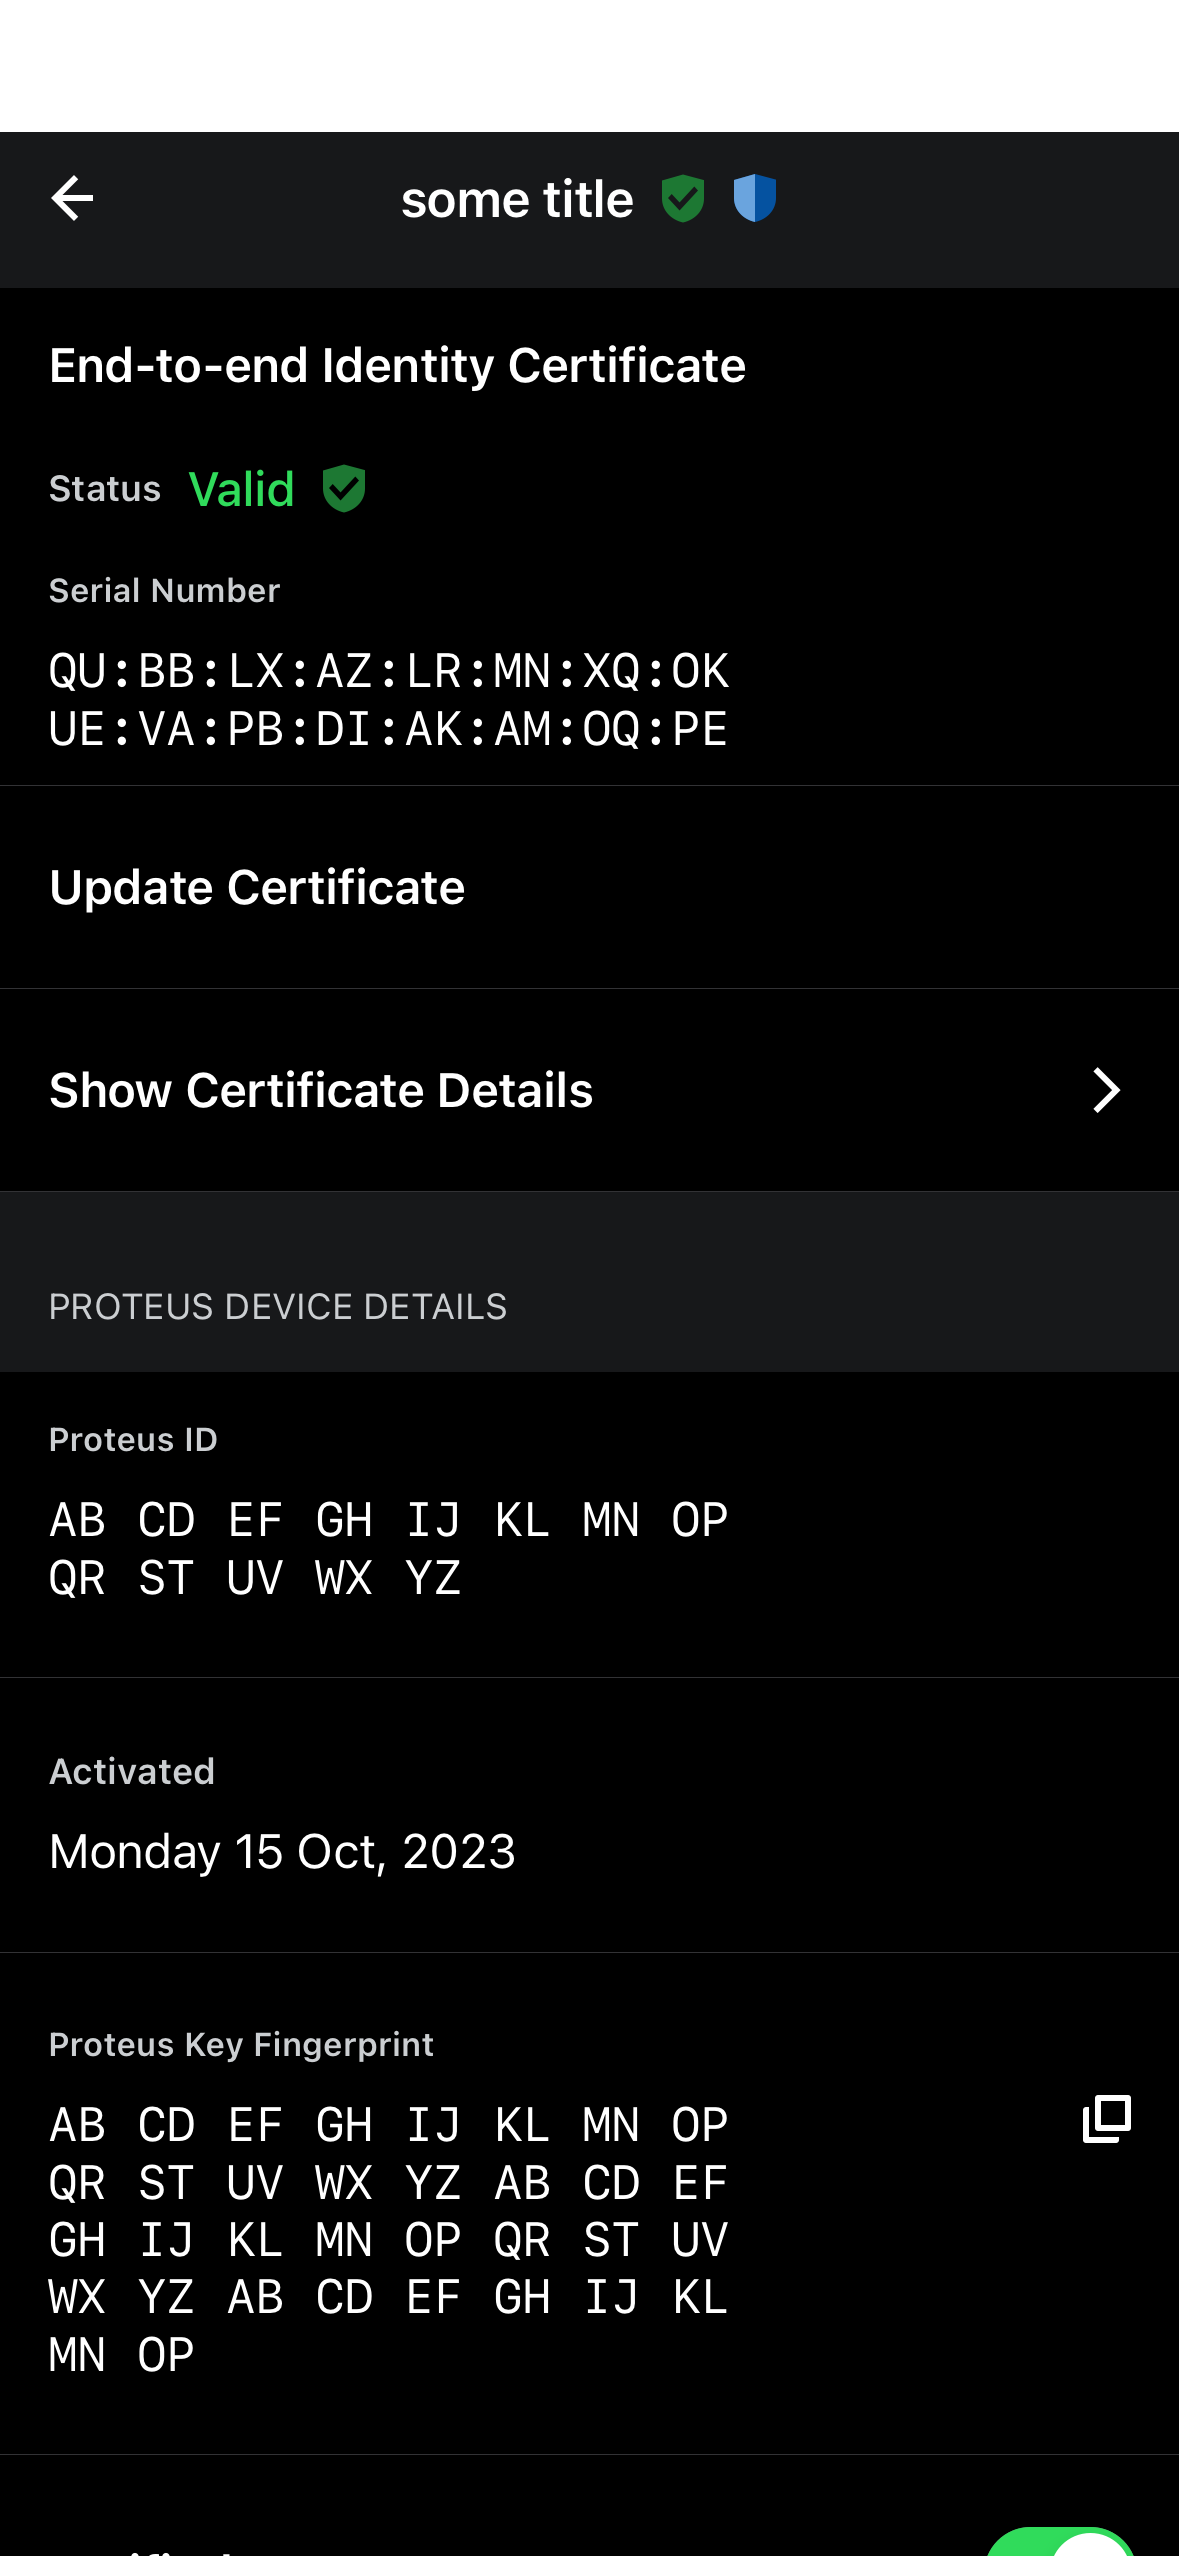 some title
End-to-end Identity Certificate
Status Valid
Serial Number
QU:BB:LX:AZ:LR:MN:XQ:OK
UE:VA:PB:DI:AK:AM:OQ:PE
Update Certificate
Show Certificate Details
PROTEUS DEVICE DETAILS
Proteus ID
AB CD EF GH IJ KL MN OP
QR ST UV WX YZ
Activated
Monday 15 Oct, 2023
Proteus Key Fingerprint
AB CD EF GH IJ KL MN OP
QR ST UV WX YZ AB CD EF
GH IJ KL MN OP QR ST UV
WX YZ AB CD EF GH IJ KL
MN OP